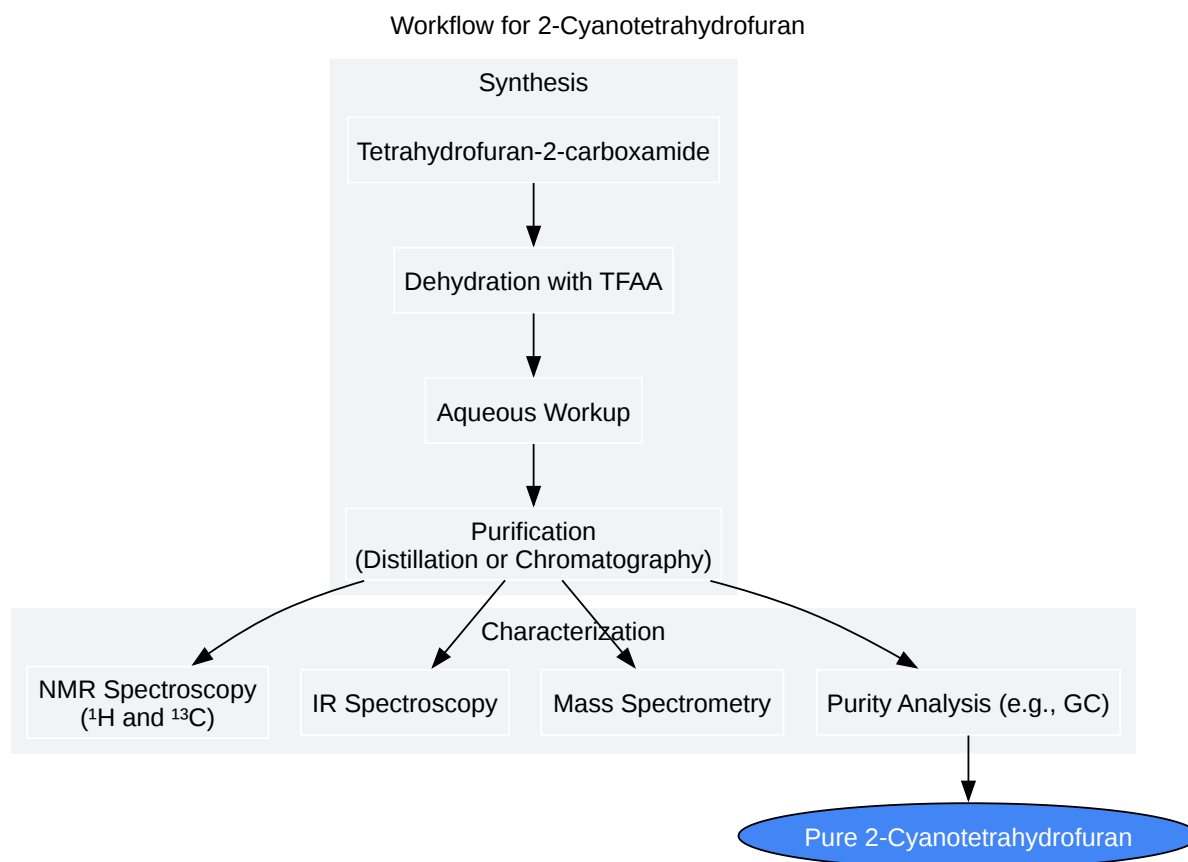 Workflow for 2-Cyanotetrahydrofuran
Synthesis
Tetrahydrofuran-2-carboxamide
Dehydration with TFAA
Aqueous Workup
Purification
(Distillation or Chromatography)
Characterization
NMR Spectroscopy
(¹H and ¹³C)
IR Spectroscopy
Mass Spectrometry
Purity Analysis (e.g., GC)
Pure 2-Cyanotetrahydrofuran